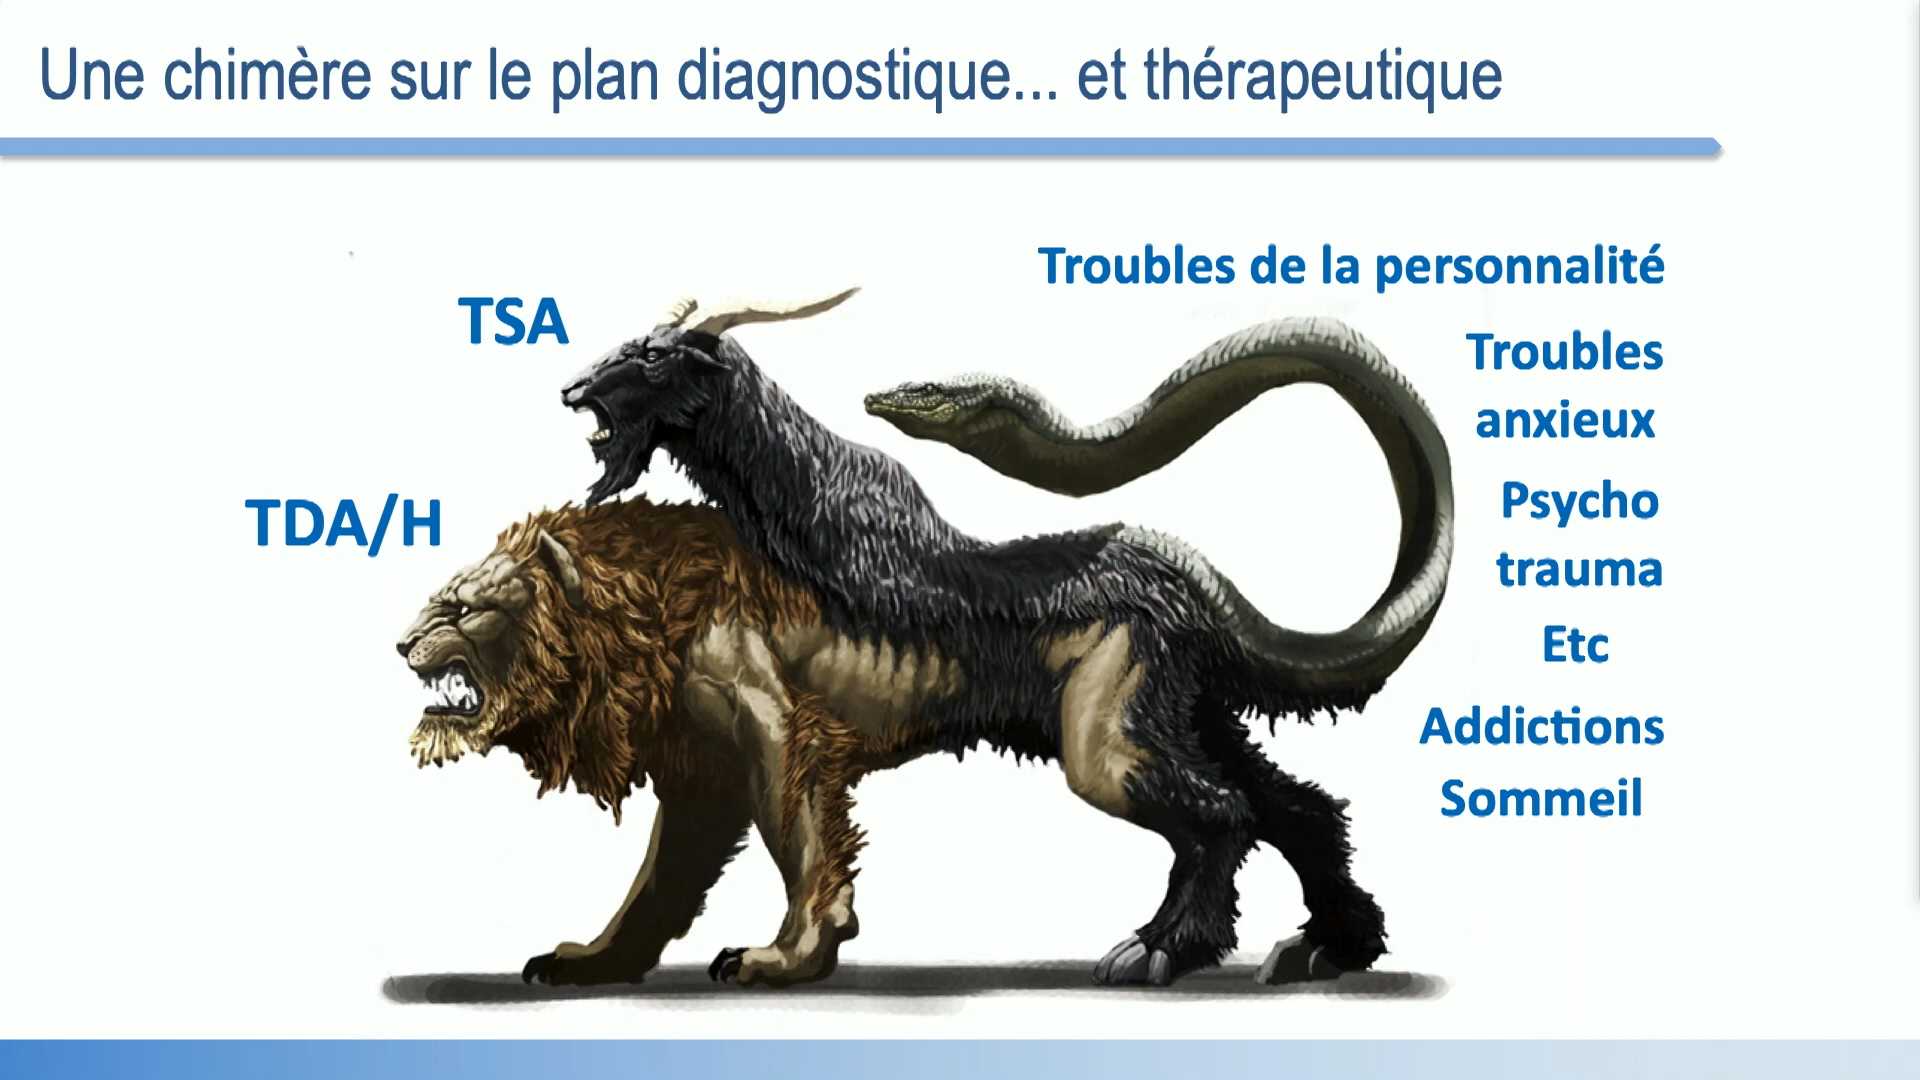 Une chimère sur le plan diagnostique... et thérapeutique
TSA
TDA/H
Troubles de la personnalité
Troubles
anxieux
Psycho
trauma
Etc
Addictions
Sommeil